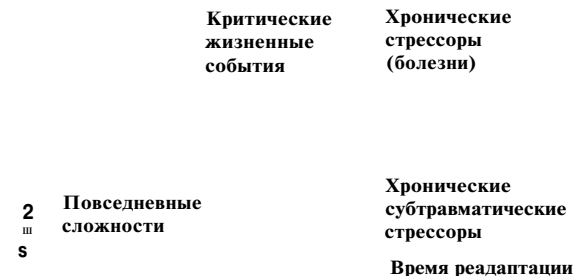 Критические
жизненные
события
Хронические
стрессоры
(болезни)
2
ш
s
Повседневные
сложности
Хронические
субтравматические
стрессоры
Время реадаптации